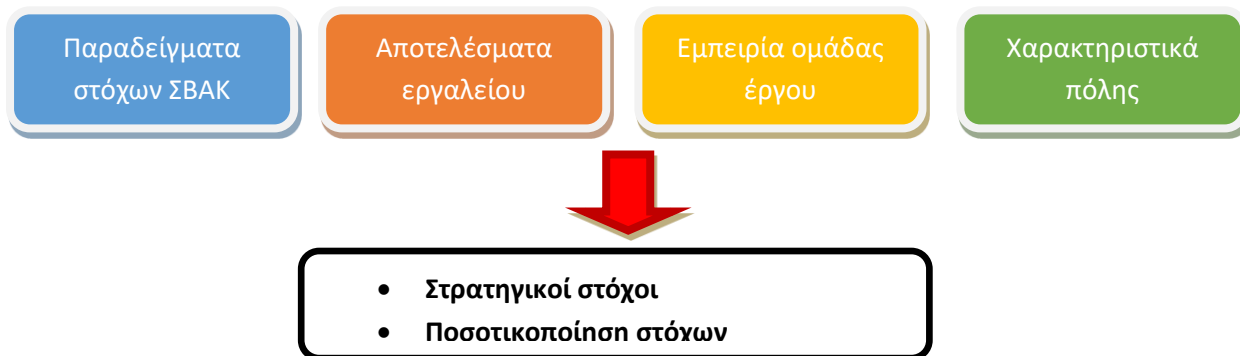 Παραδείγματα
στόχων ΣΒΑΚ
Αποτελέσματα
εργαλείου
Εμπειρία ομάδας
έργου
Χαρακτηριστικά
πόλης
• Στρατηγικοί στόχοι
• Ποσοτικοποίηση στόχων